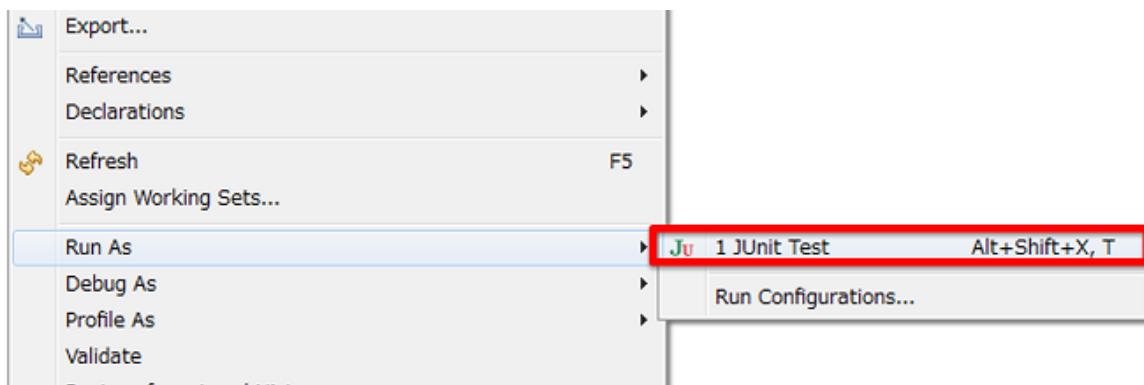 Export...
References
Declarations
Refresh F5
Assign Working Sets...
Run As
JU 1 JUnit Test Alt+Shift+X, T
Debug As
Run Configurations...
Profile As
Validate